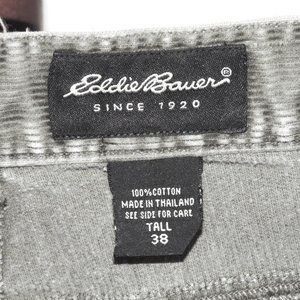 Eddie Bauer®
SINCE 1920
100% COTTON
MADE IN THAILAND
SEE SIDE FOR CARE
TALL
38